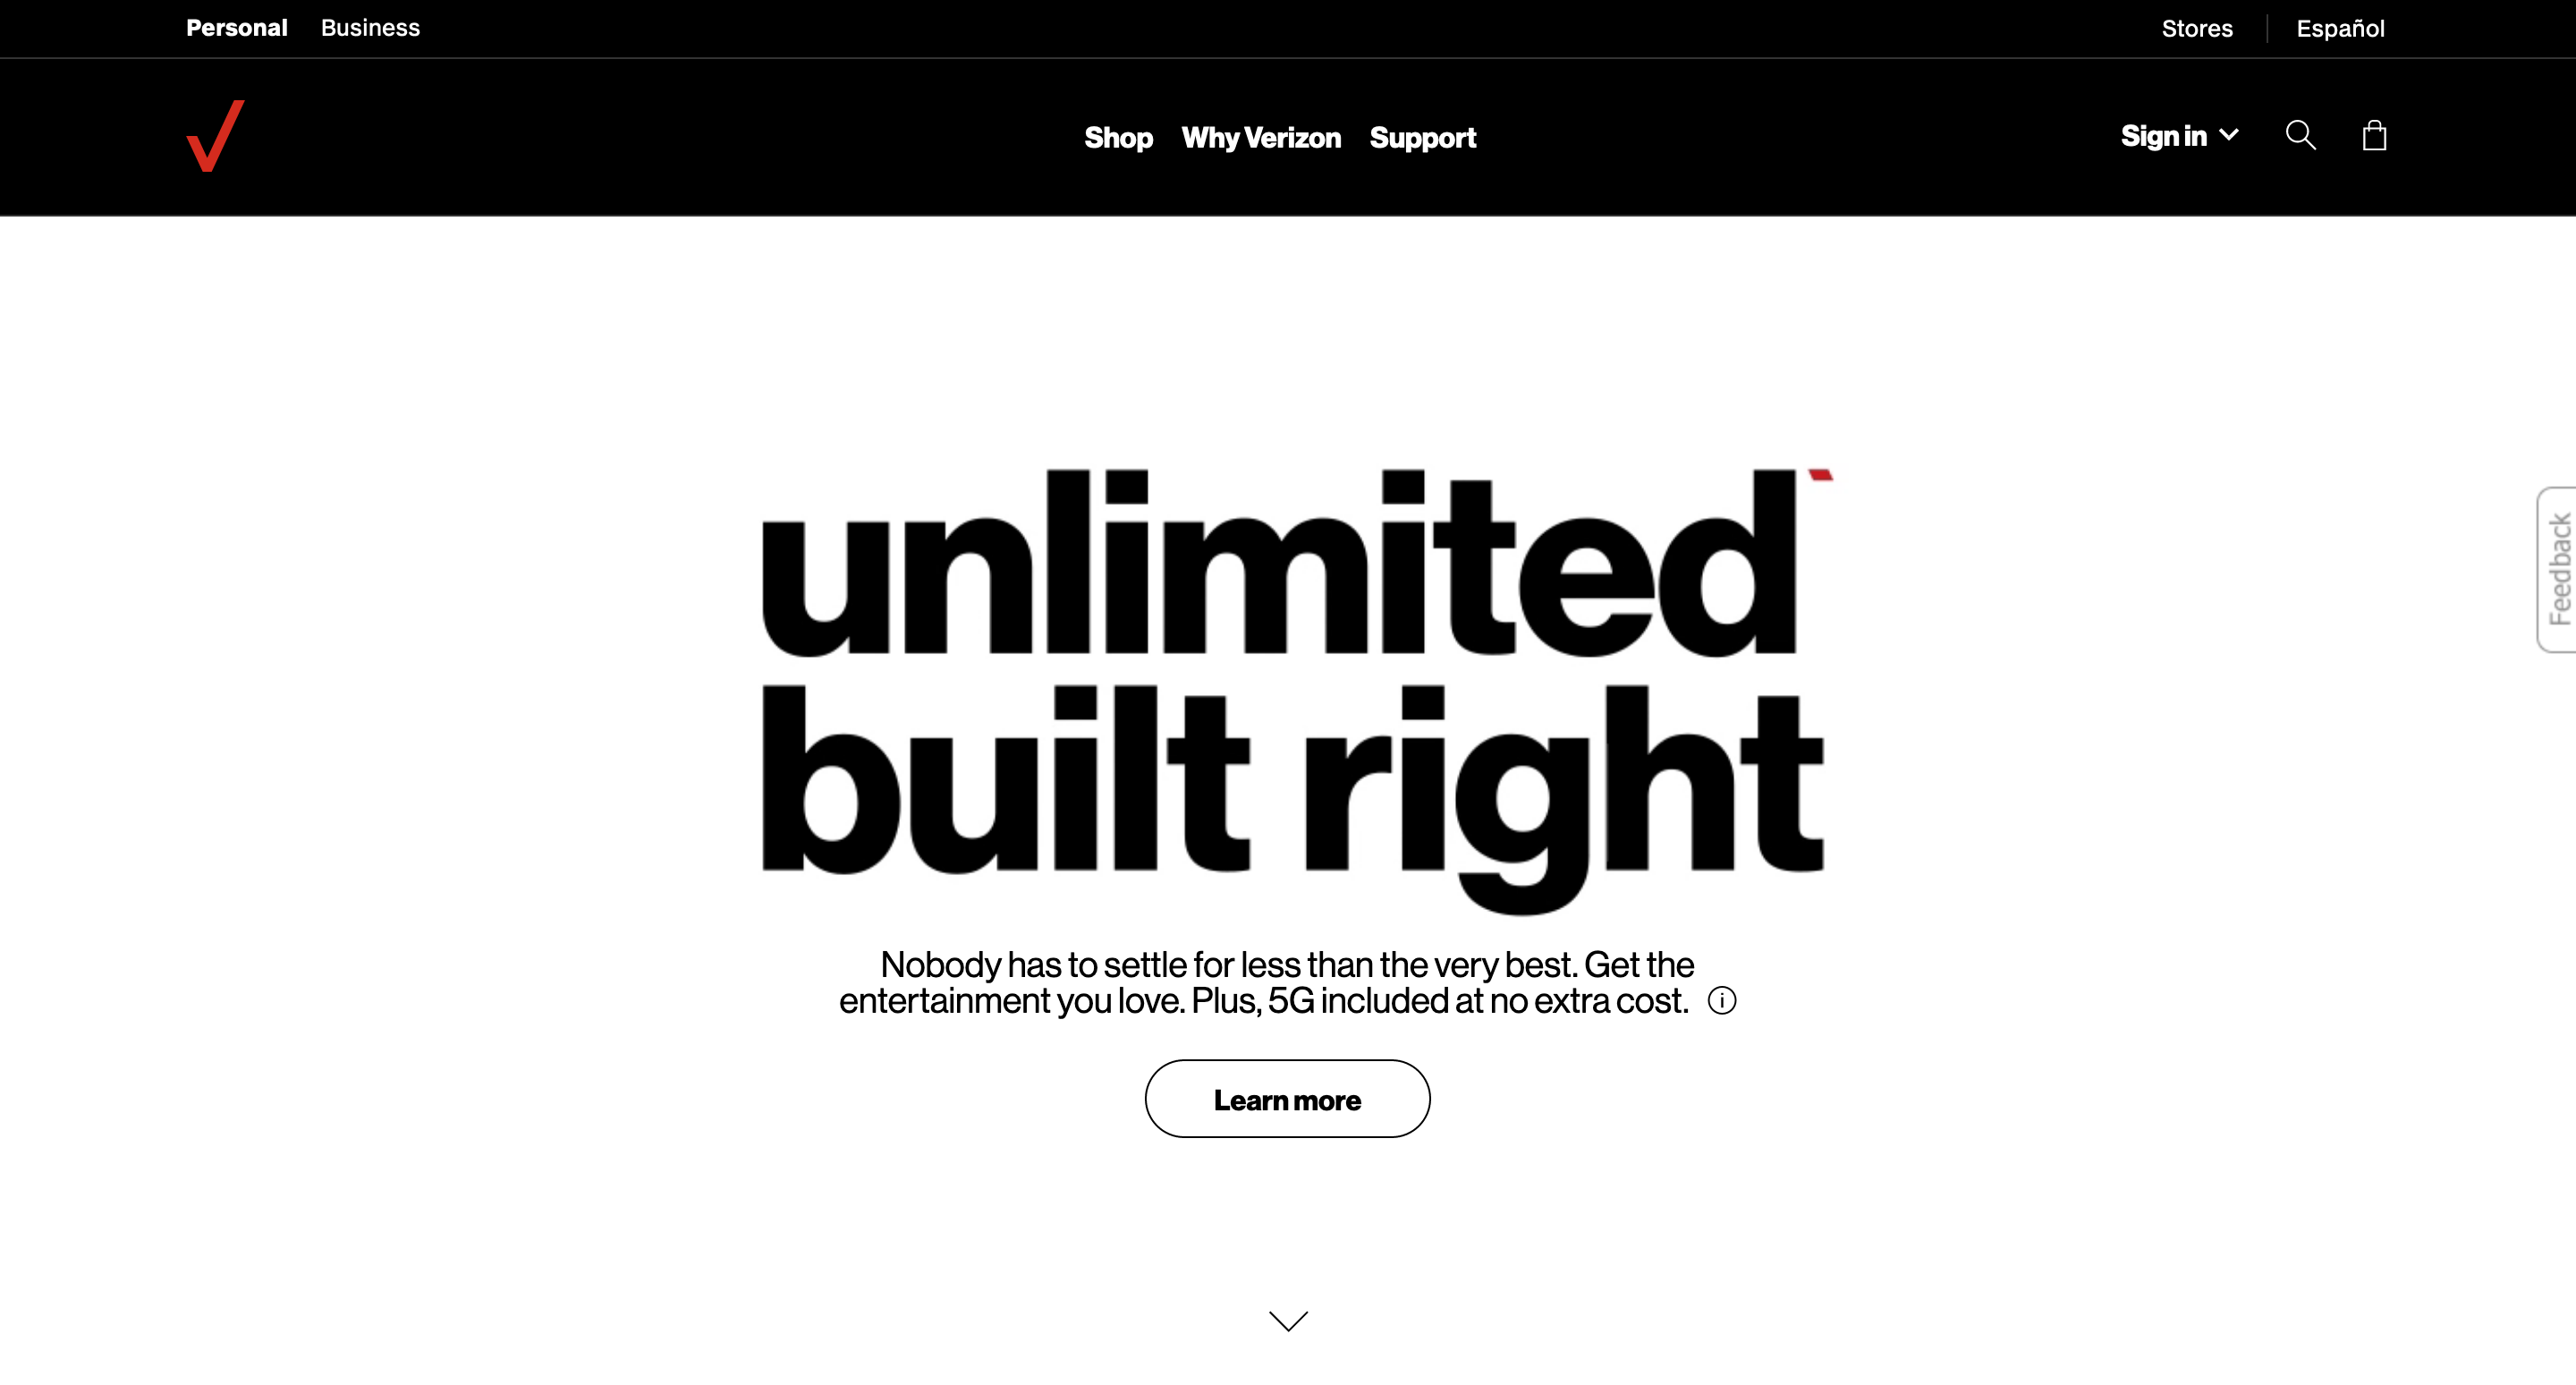 Personal Business
Stores Español
Shop Why Verizon Support
Sign in
unlimited
built right
Feedback
Nobody has to settle for less than the very best. Get the
entertainment you love. Plus, 5G included at no extra cost.
Learn more